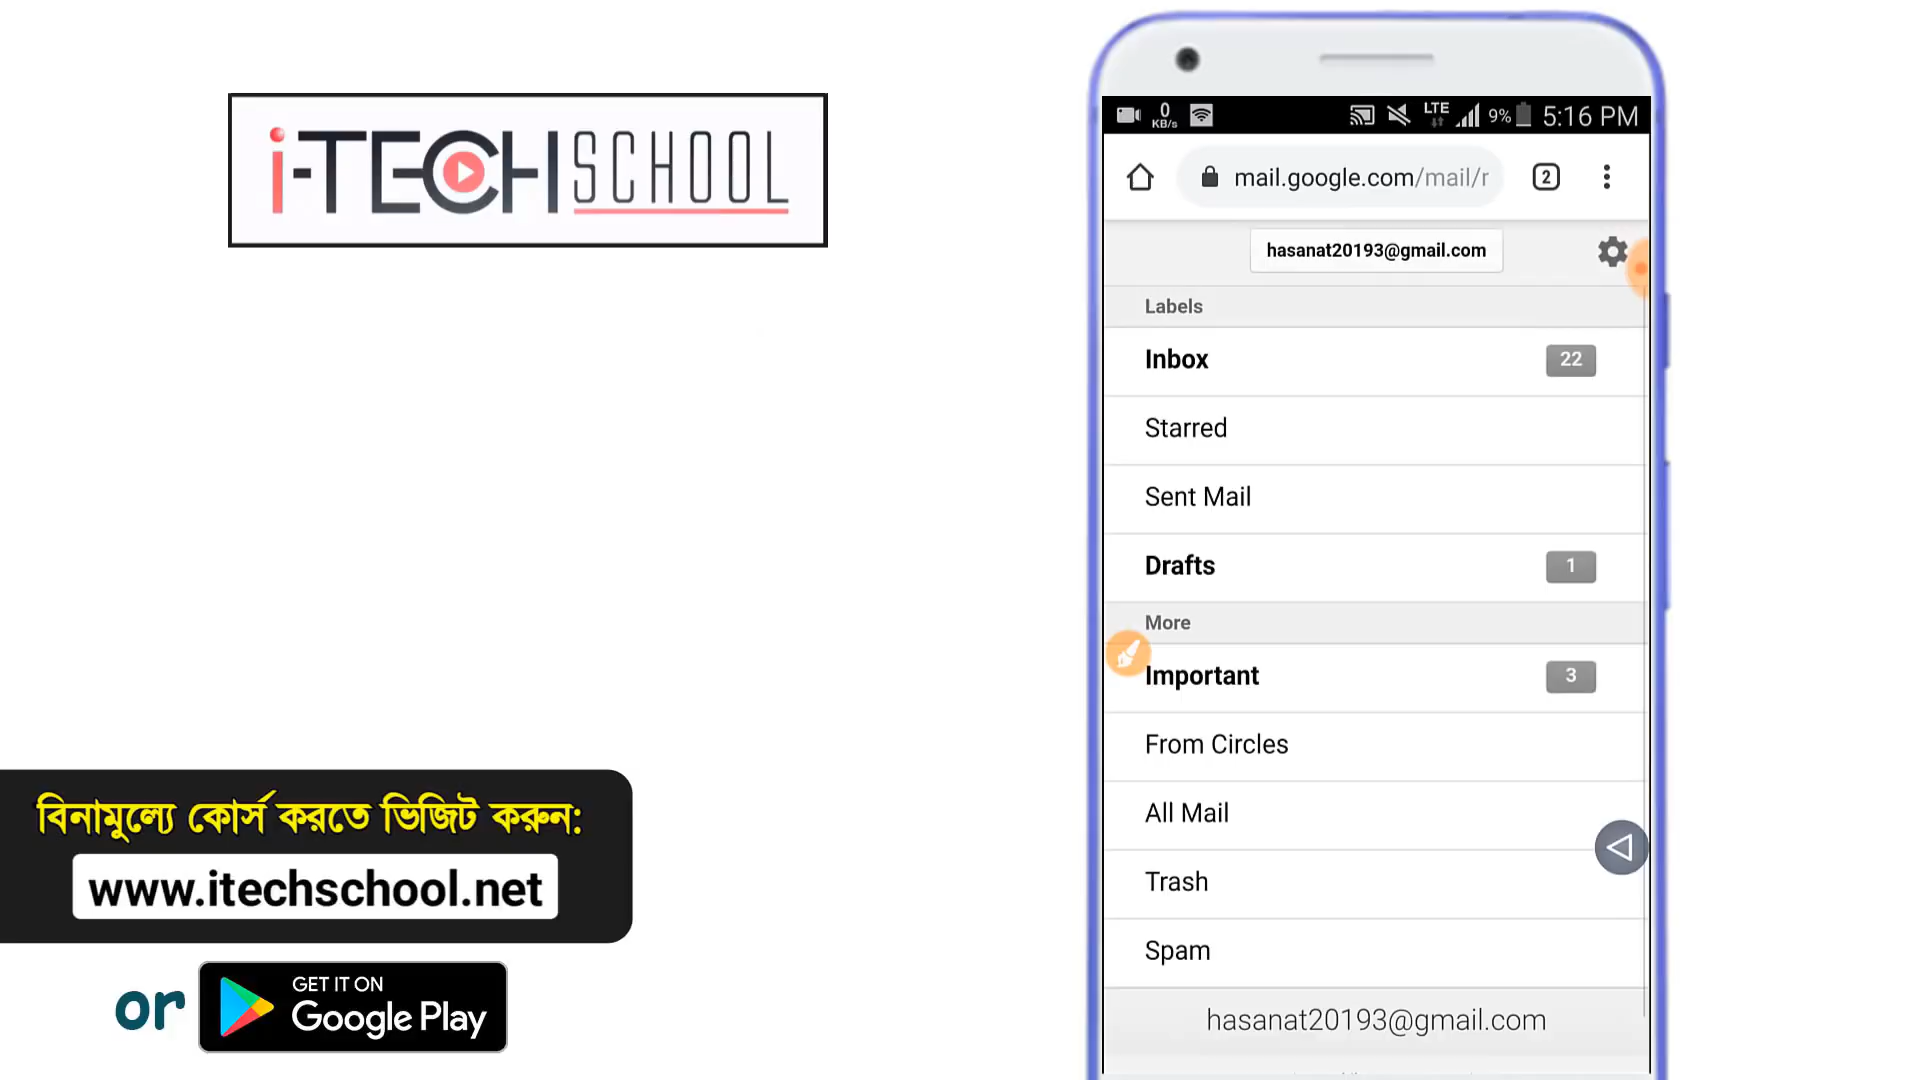 i-TECH SCHOOL
বিনামুল্যে কোর্স করতে ভিজিট করুন:
www.itechschool.net
or
GET IT ON
Google Play
0
KB/s
LTE
9%
5:16 PM
mail.google.com/mail/r
2
hasanat20193@gmail.com
Labels
Inbox 22
Starred
Sent Mail
Drafts 1
More
Important 3
From Circles
All Mail
Trash
Spam
hasanat20193@gmail.com